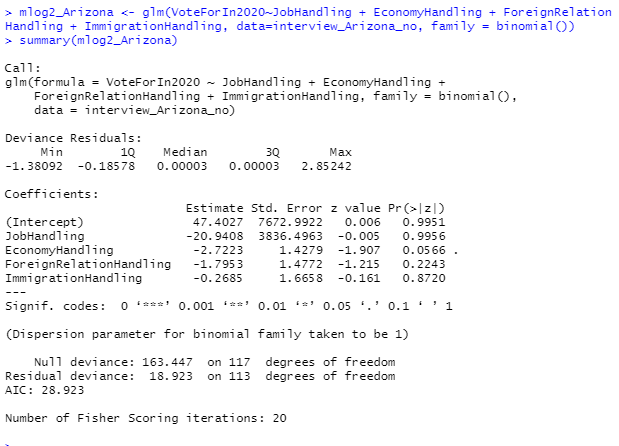 > mlog2_Arizona <- glm(VoteForIn2020~JobHandling + EconomyHandling + ForeignRelation
Handling + ImmigrationHandling, data=interview_Arizona_no, family = binomial())
> summary(mlog2_Arizona)
Call:
glm(formula = VoteForIn2020 ~ JobHandling + EconomyHandling +
    ForeignRelationHandling + ImmigrationHandling, family = binomial(),
    data = interview_Arizona_no)
Deviance Residuals:
     Min       1Q   Median       3Q      Max
-1.38092 -0.18578  0.00003  0.00003  2.85242
Coefficients:
                        Estimate Std. Error z value Pr(>|z|)
(Intercept)              47.4027  7672.9922   0.006   0.9951
JobHandling             -20.9408  3836.4963  -0.005   0.9956
EconomyHandling          -2.7223     1.4279  -1.907   0.0566 .
ForeignRelationHandling  -1.7953     1.4772  -1.215   0.2243
ImmigrationHandling      -0.2685     1.6658  -0.161   0.8720
---
Signif. codes:  0 ‘***’ 0.001 ‘**’ 0.01 ‘*’ 0.05 ‘.’ 0.1 ‘ ’ 1
(Dispersion parameter for binomial family taken to be 1)
    Null deviance: 163.447  on 117  degrees of freedom
Residual deviance:  18.923  on 113  degrees of freedom
AIC: 28.923
Number of Fisher Scoring iterations: 20
>